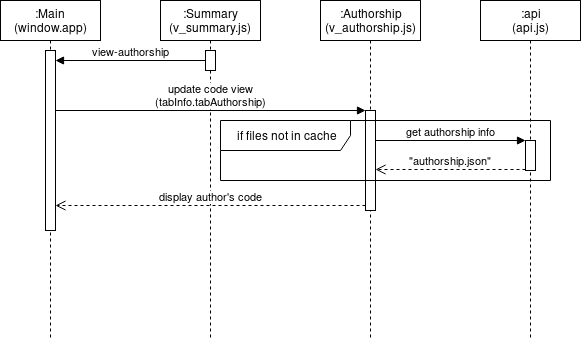 :Main
(window.app)
:Summary
(v_summary.js)
:Authorship
(v_authorship.js)
:api
(api.js)
view-authorship
update code view
(tabInfo.tabAuthorship)
if files not in cache
get authorship info
"authorship.json"
display author's code